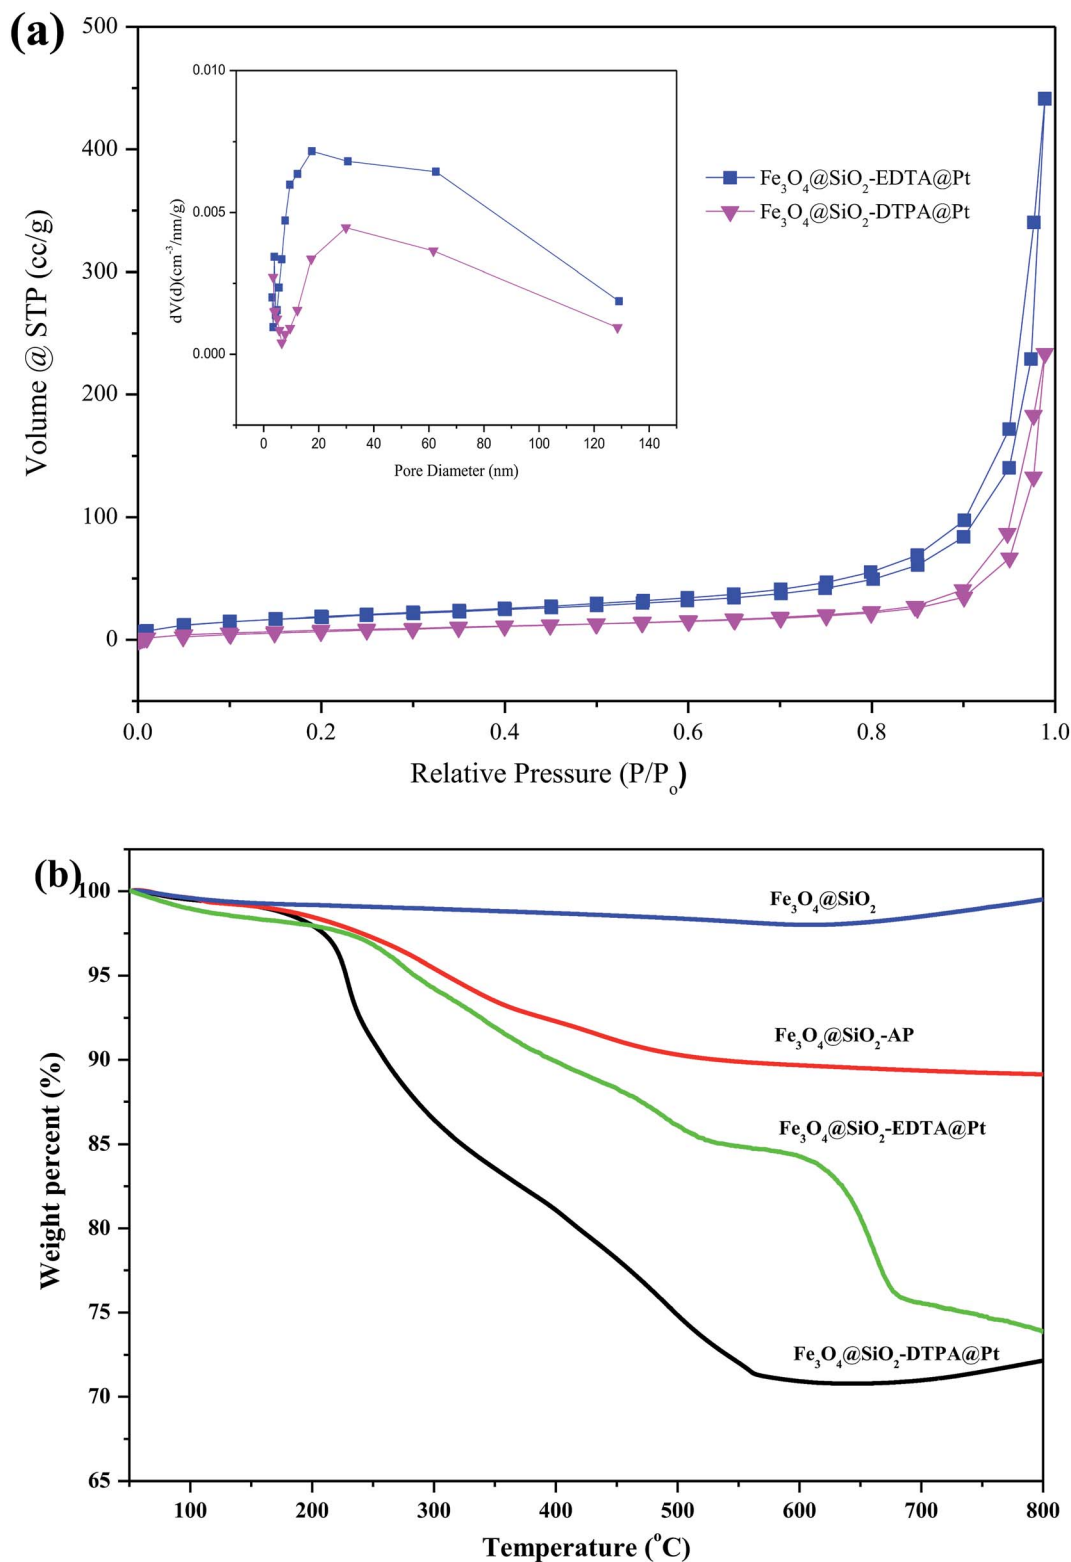 (a)
500
400
300
200
100
0
Volume @ STP (cc/g)
0.010
0.005
0.000
dV(d)(cm⁻³/nm/g)
0 20 40 60 80 100 120 140
Pore Diameter (nm)
Fe₃O₄@SiO₂-EDTA@Pt
Fe₃O₄@SiO₂-DTPA@Pt
0.0 0.2 0.4 0.6 0.8 1.0
Relative Pressure (P/Pₒ)
(b)
100
95
90
85
80
75
70
65
Weight percent (%)
Fe₃O₄@SiO₂
Fe₃O₄@SiO₂-AP
Fe₃O₄@SiO₂-EDTA@Pt
Fe₃O₄@SiO₂-DTPA@Pt
100 200 300 400 500 600 700 800
Temperature (°C)